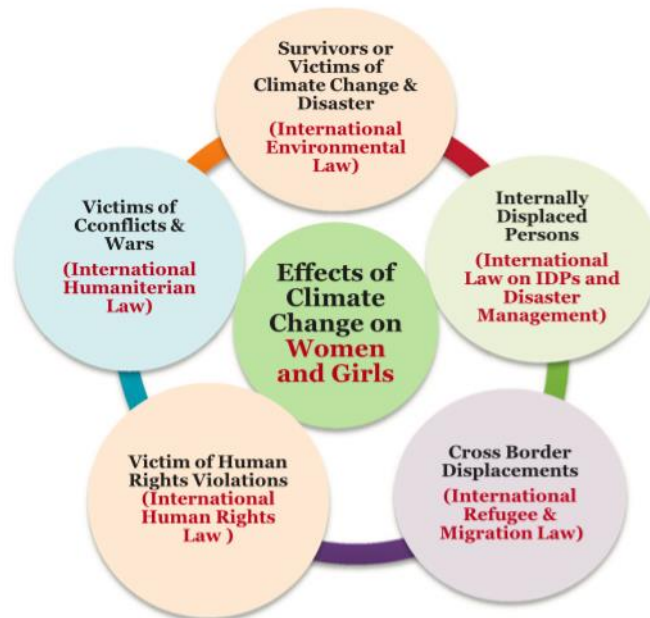 Survivors or
Victims of
Climate Change &
Disaster
(International
Environmental
Law)
Internally
Displaced
Persons
(International
Law on IDPs and
Disaster
Management)
Cross Border
Displacements
(International
Refugee &
Migration Law)
Victim of Human
Rights Violations
(International
Human Rights
Law )
Victims of
Cconflicts &
Wars
(International
Humaniterian
Law)
Effects of
Climate
Change on
Women
and Girls